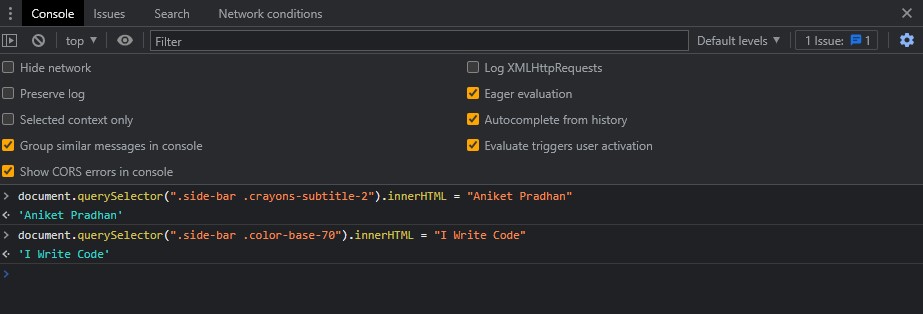 Console Issues Search Network conditions
top Filter Default levels 1 Issue: 1
Hide network Log XMLHttpRequests
Preserve log Eager evaluation
Selected context only Autocomplete from history
Group similar messages in console Evaluate triggers user activation
Show CORS errors in console
document.querySelector(".side-bar .crayons-subtitle-2").innerHTML = "Aniket Pradhan"
'Aniket Pradhan'
document.querySelector(".side-bar .color-base-70").innerHTML = "I Write Code"
'I Write Code'